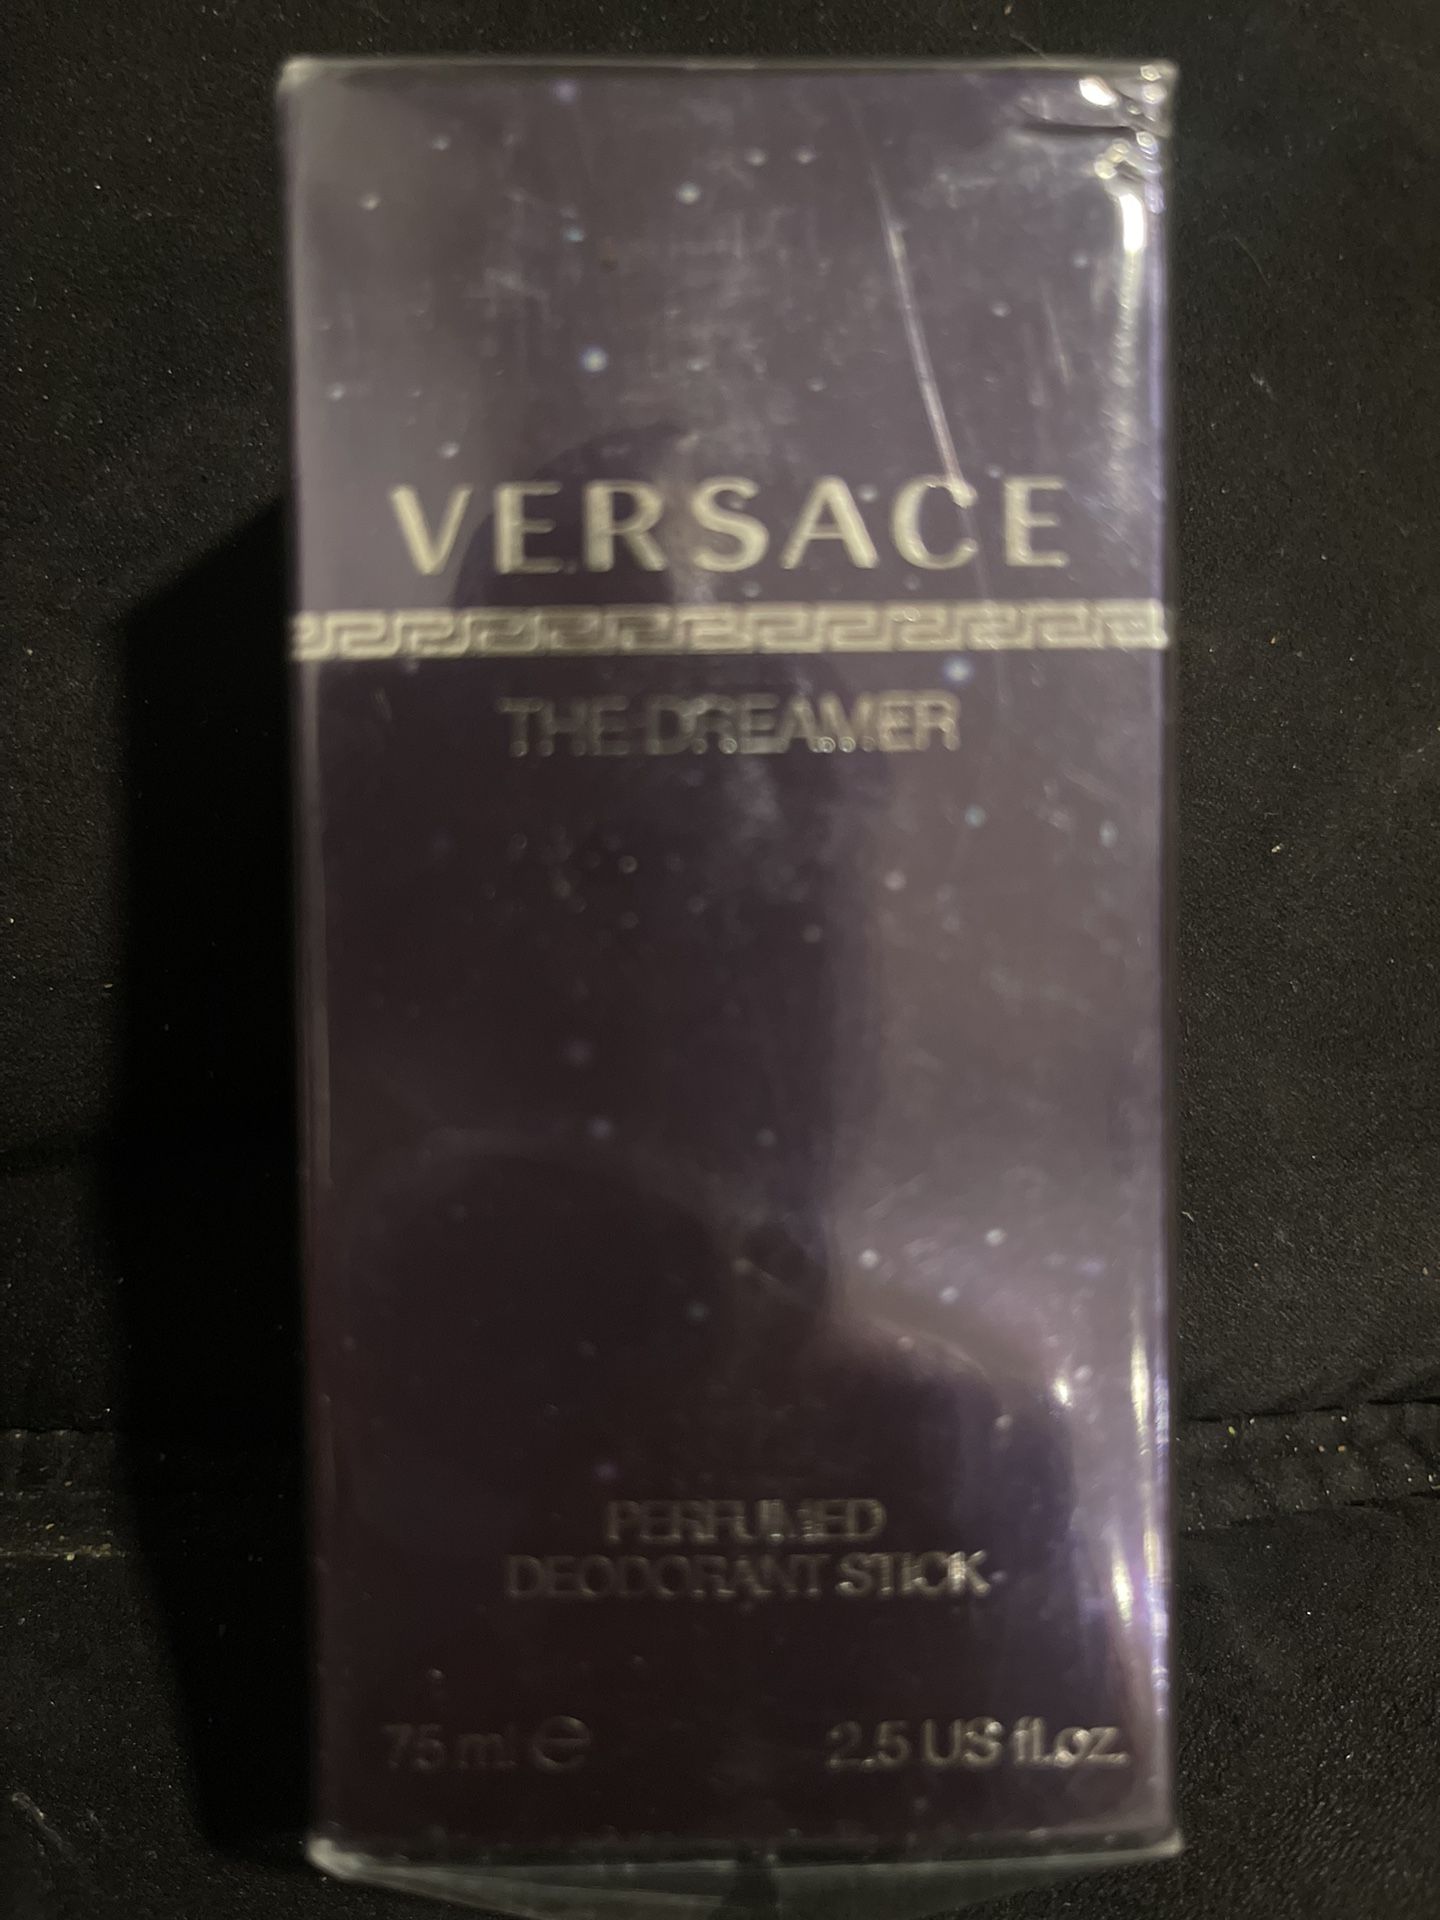 VERSACE
THE DREAMER
PERFUMED
DEODORANT STICK
75 ml e
2.5 US fl.oz.